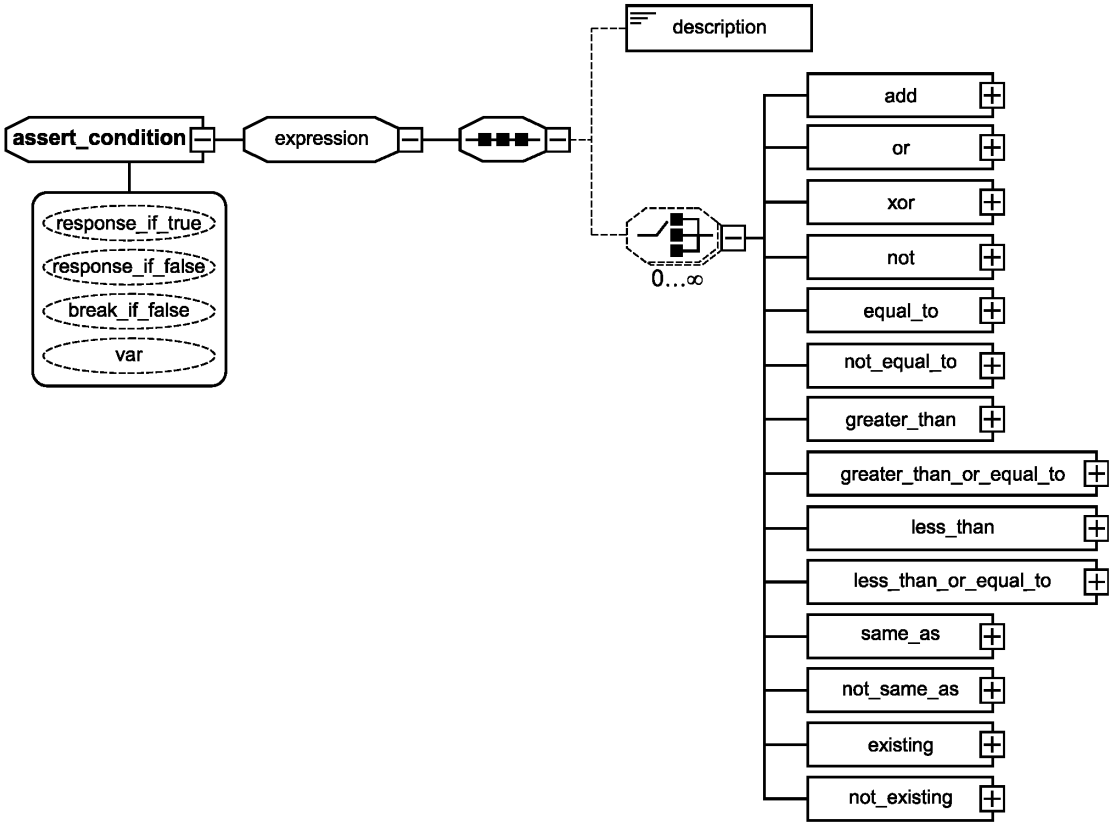 description
assert_condition
expression
response_if_true
response_if_false
break_if_false
var
0...∞
add
or
xor
not
equal_to
not_equal_to
greater_than
greater_than_or_equal_to
less_than
less_than_or_equal_to
same_as
not_same_as
existing
not_existing